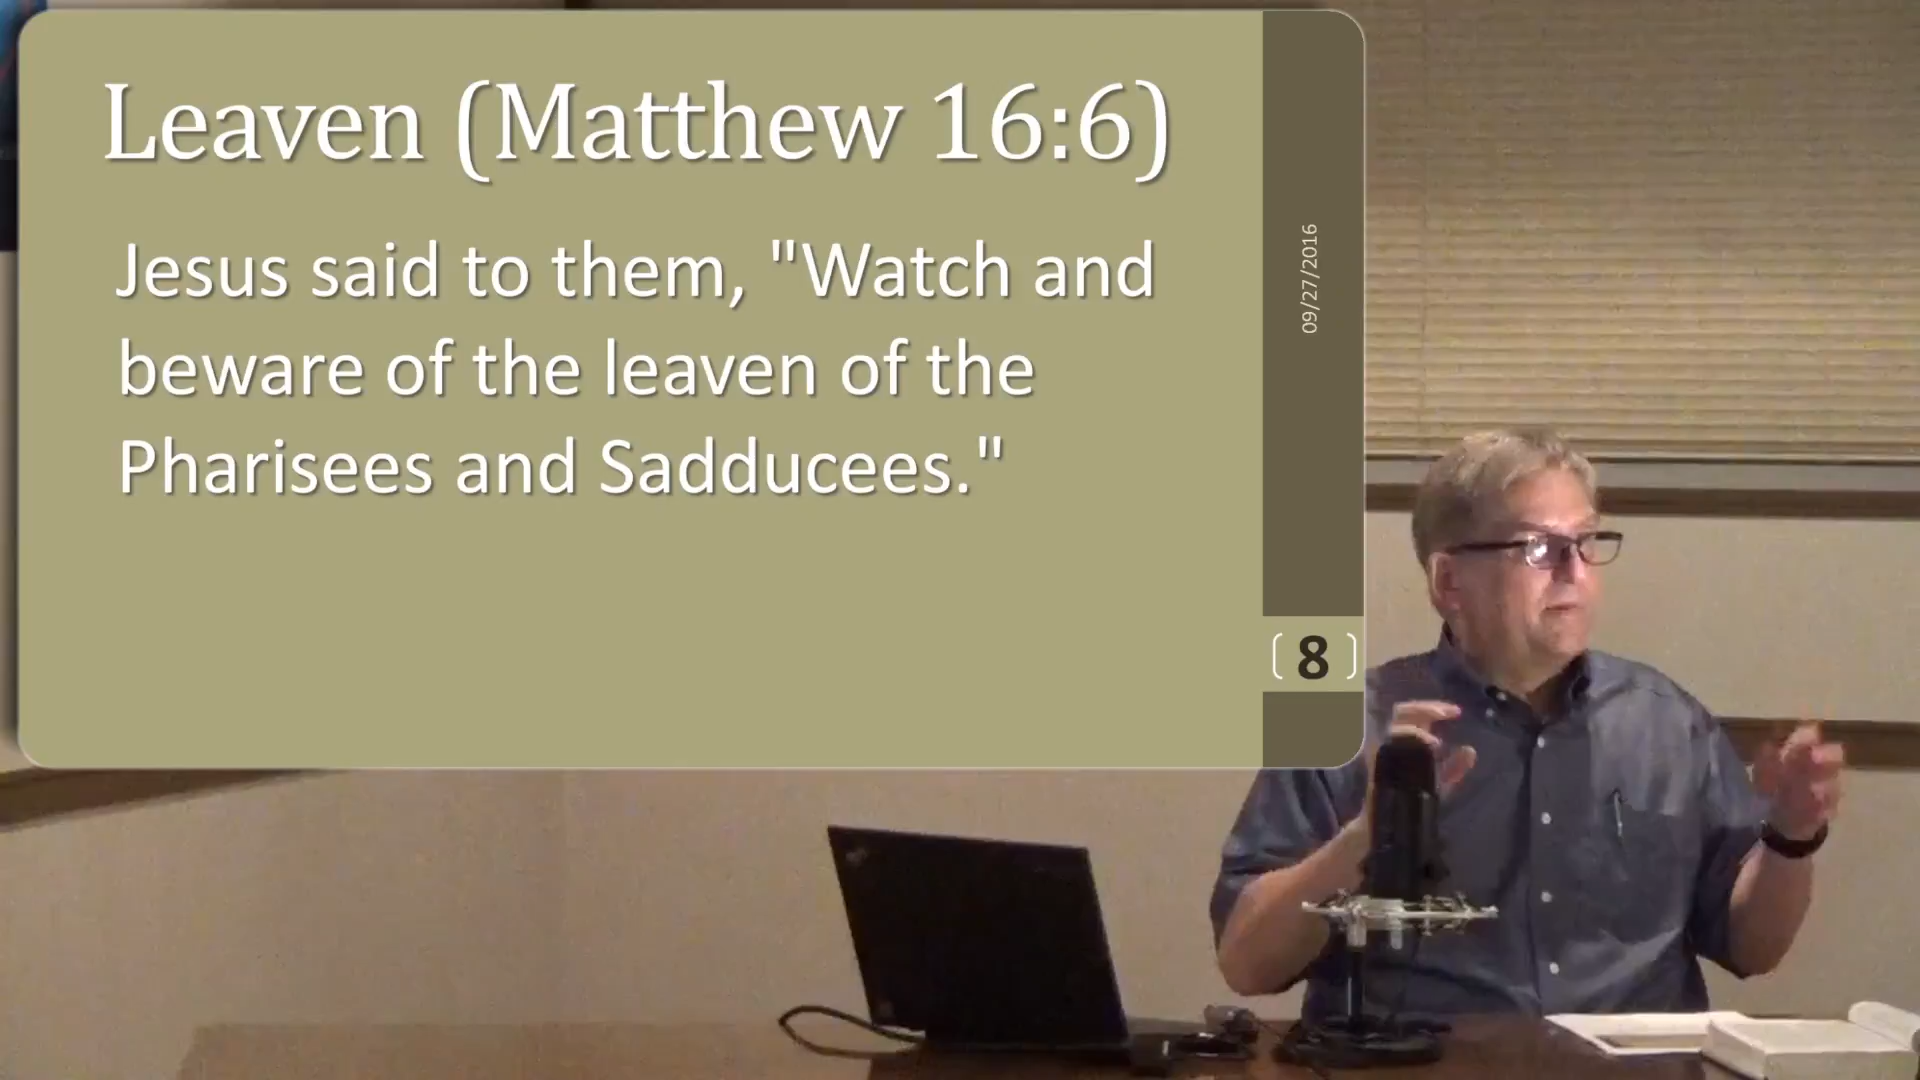 Leaven (Matthew 16:6)
Jesus said to them, "Watch and
beware of the leaven of the
Pharisees and Sadducees."
09/27/2016
8